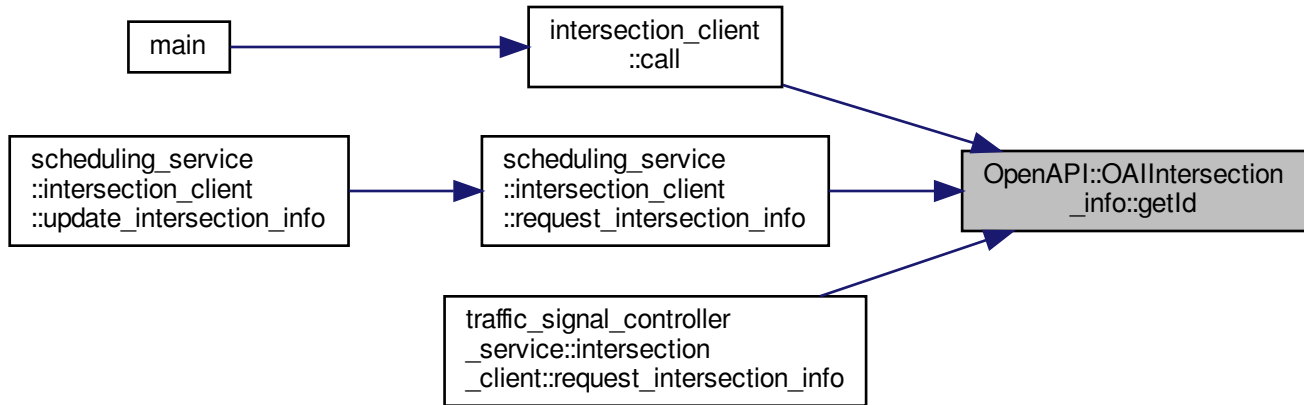 main
intersection_client
::call
scheduling_service
::intersection_client
::update_intersection_info
scheduling_service
::intersection_client
::request_intersection_info
OpenAPI::OAIIntersection
_info::getId
traffic_signal_controller
_service::intersection
_client::request_intersection_info